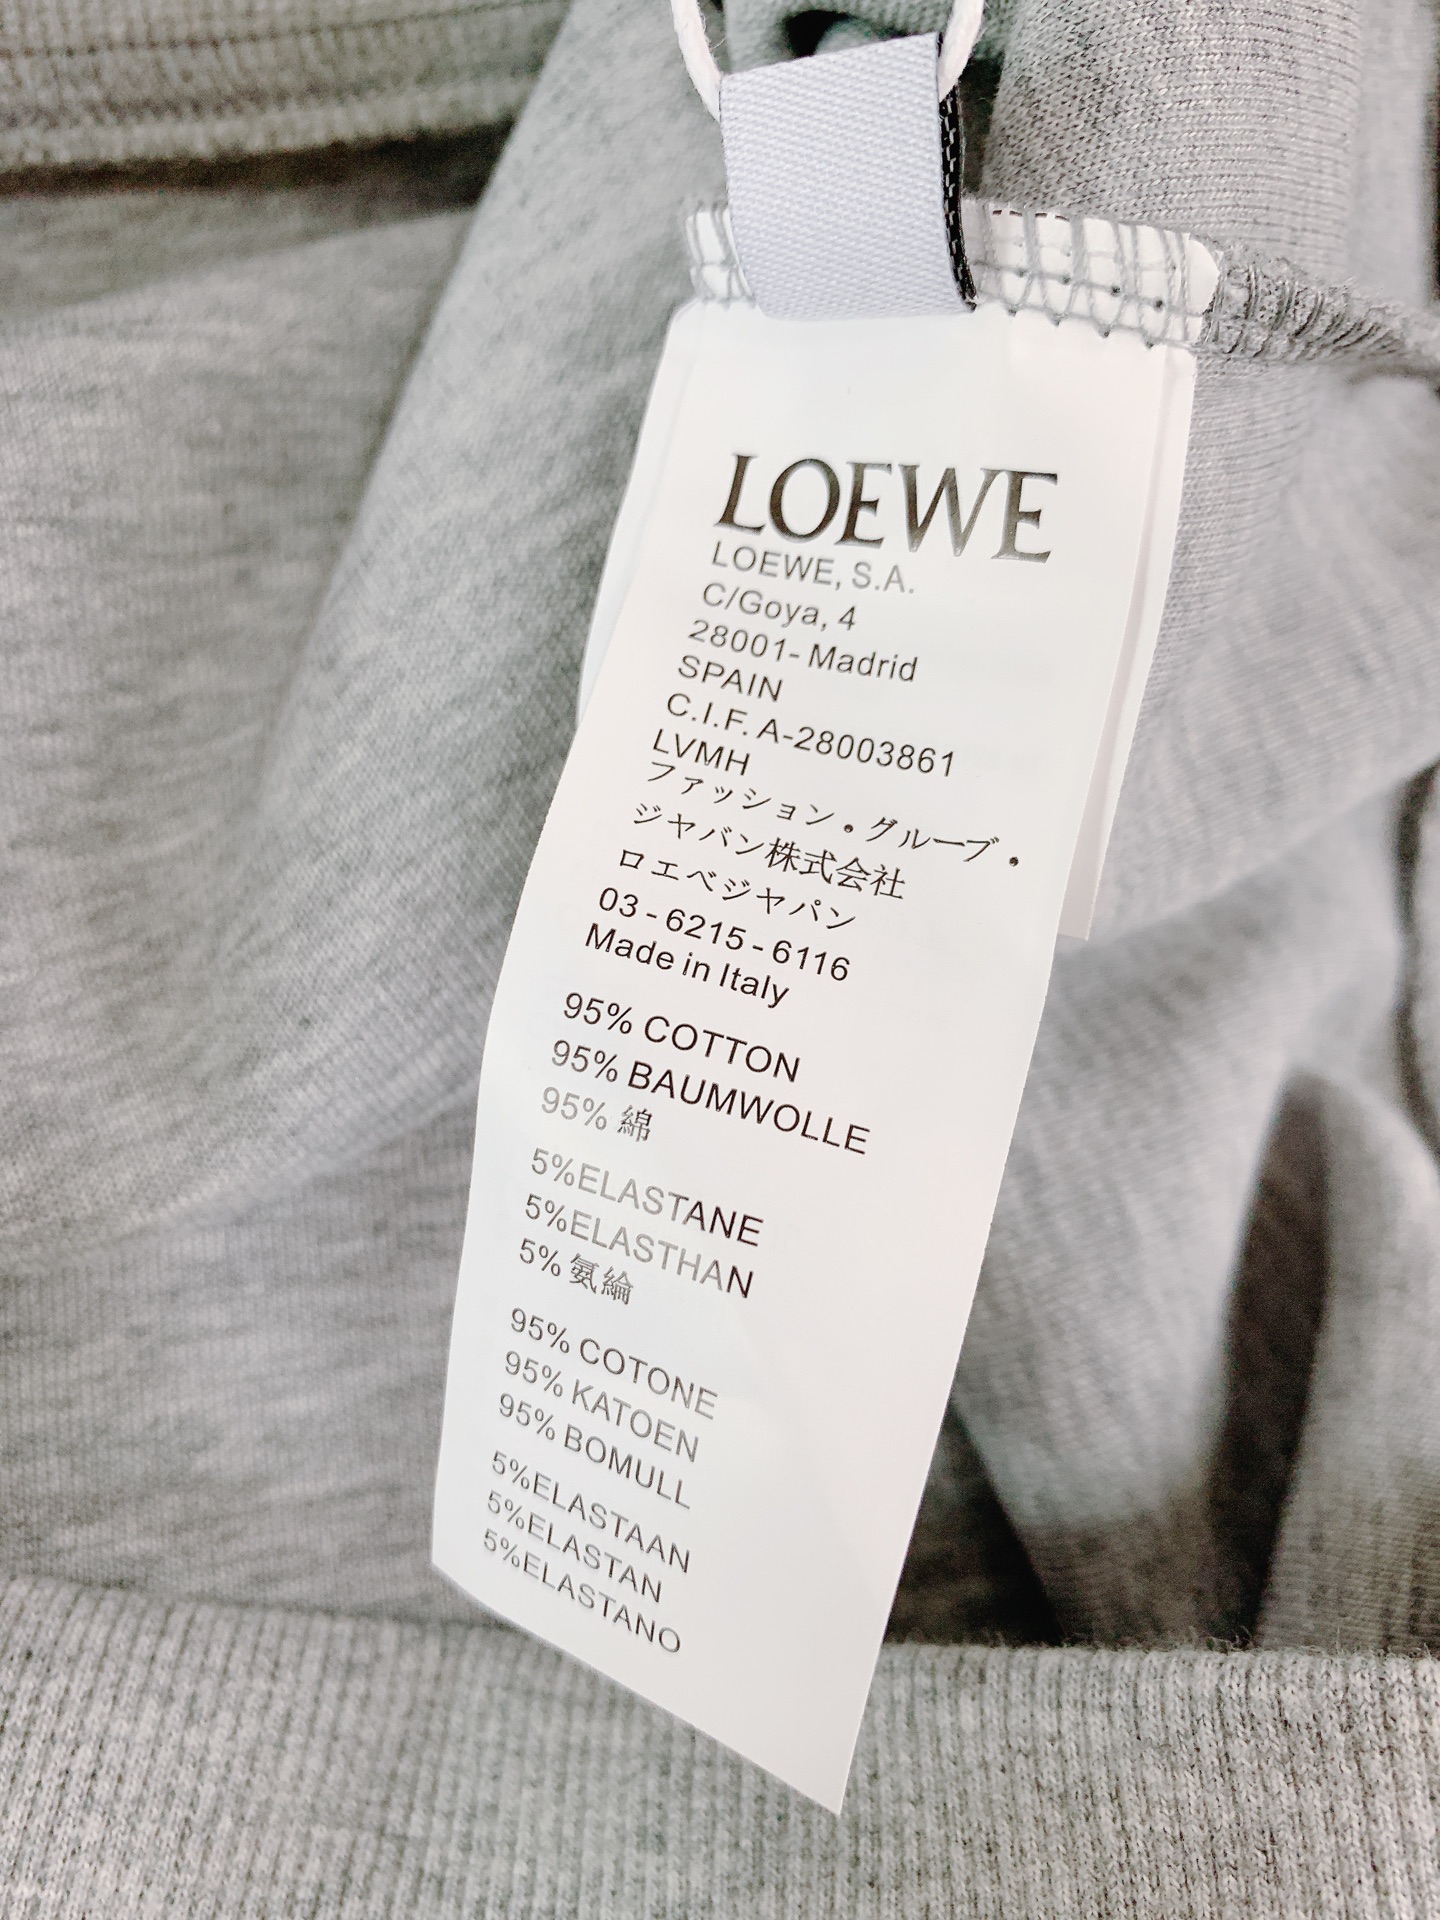 LOEWE
LOEWE, S.A.
C/Goya, 4
28001- Madrid
SPAIN
C.I.F. A-28003861
LVMH
ファッション・グループ・
ジャバン株式会社
ロエベジャパン
03 - 6215 - 6116
Made in Italy
95% COTTON
95% BAUMWOLLE
95% 綿
5%ELASTANE
5%ELASTHAN
5% 氨綸
95% COTONE
95% KATOEN
95% BOMULL
5%ELASTAAN
5%ELASTAN
5%ELASTANO